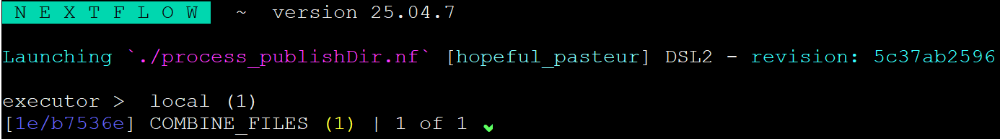 N E X T F L O W ~ version 25.04.7
Launching `./process_publishDir.nf` [hopeful_pasteur] DSL2 - revision: 5c37ab2596
executor > local (1)
[1e/b7536e] COMBINE_FILES (1) | 1 of 1 ✔